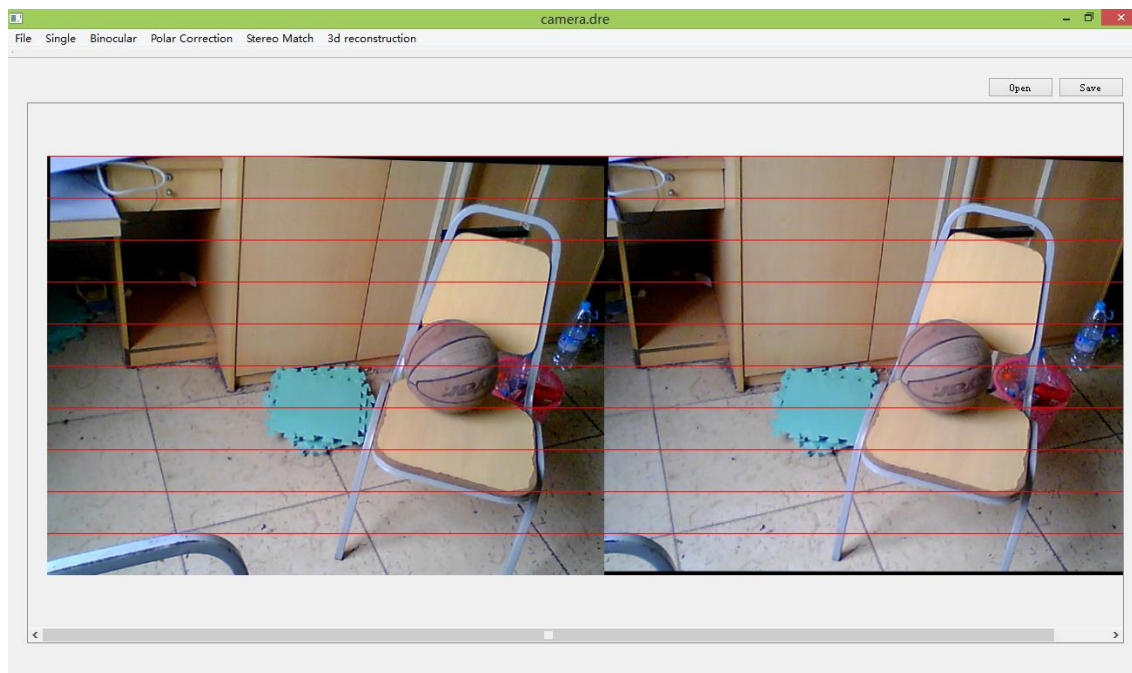 camera.dre
File Single Binocular Polar Correction Stereo Match 3d reconstruction
Open Save